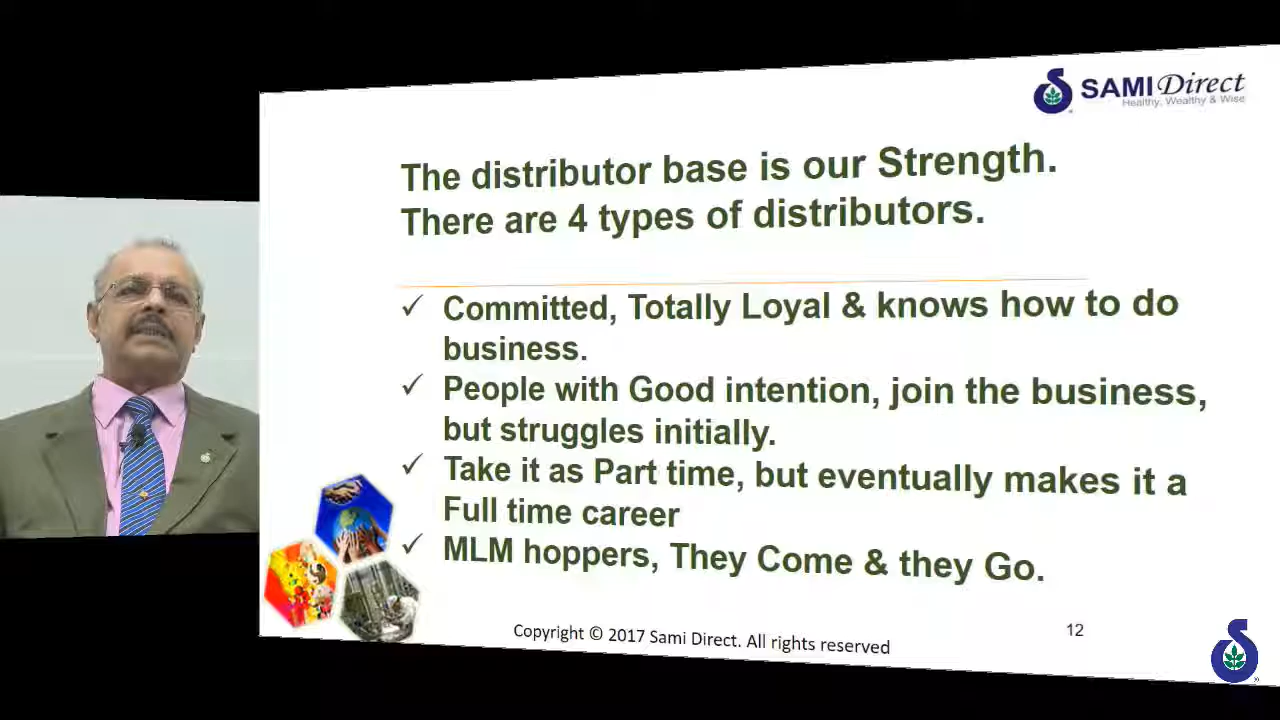 SAMI Direct
Healthy, Wealthy & Wise
The distributor base is our Strength.
There are 4 types of distributors.
✓ Committed, Totally Loyal & knows how to do
business.
✓ People with Good intention, join the business,
but struggles initially.
✓ Take it as Part time, but eventually makes it a
Full time career
✓ MLM hoppers, They Come & they Go.
Copyright © 2017 Sami Direct. All rights reserved
12